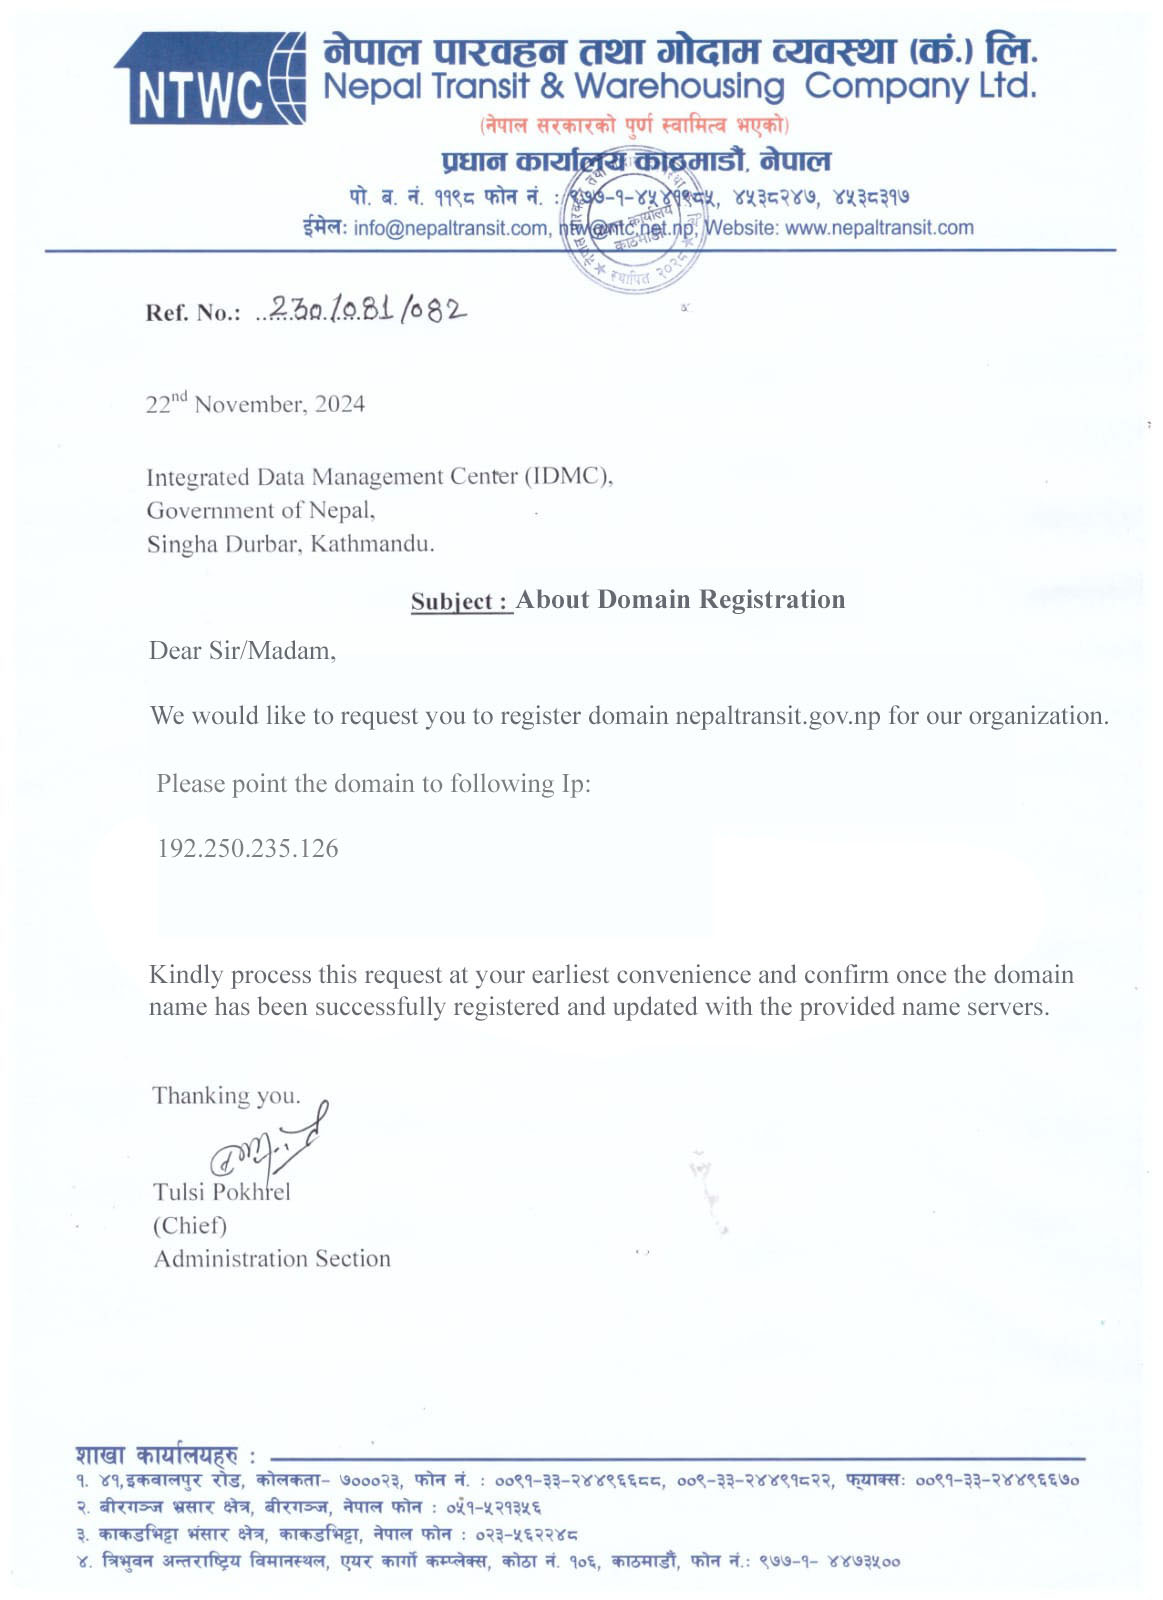 NTWC
नेपाल पारवहन तथा गोदाम व्यवस्था (कं.) लि.
Nepal Transit & Warehousing Company Ltd.
(नेपाल सरकारको पुर्ण स्वामित्व भएको)
प्रधान कार्यालय काठमाडौं, नेपाल
पो. ब. नं. ११९८ फोन नं. : ९७७-१-४५४१९८५, ४५३८२४७, ४५३८३१७
ईमेलः info@nepaltransit.com, ntw@ntc.net.np, Website: www.nepaltransit.com
कार्यालय
काठमाडौं
स्थापित २०२८
Ref. No.: 230/081/082
22nd November, 2024
Integrated Data Management Center (IDMC),
Government of Nepal,
Singha Durbar, Kathmandu.
Subject : About Domain Registration
Dear Sir/Madam,
We would like to request you to register domain nepaltransit.gov.np for our organization.
Please point the domain to following Ip:
192.250.235.126
Kindly process this request at your earliest convenience and confirm once the domain
name has been successfully registered and updated with the provided name servers.
Thanking you.
Tulsi Pokhrel
(Chief)
Administration Section
शाखा कार्यालयहरु :
१. ४१,इकवालपुर रोड, कोलकता- ७०००२३, फोन नं. : ००९१-३३-२४४९६६८८, ००९-३३-२४४९१८२२, फ्याक्सः ००९१-३३-२४४९६६७०
२. बीरगञ्ज भ्रसार क्षेत्र, बीरगञ्ज, नेपाल फोन : ०५१-५२१३५६
३. काकडभिट्टा भंसार क्षेत्र, काकडभिट्टा, नेपाल फोन : ०२३-५६२२४८
४. त्रिभुवन अन्तराष्ट्रिय विमानस्थल, एयर कार्गो कम्प्लेक्स, कोठा नं. १०६, काठमाडौं, फोन नं.: ९७७-१- ४४७३५००